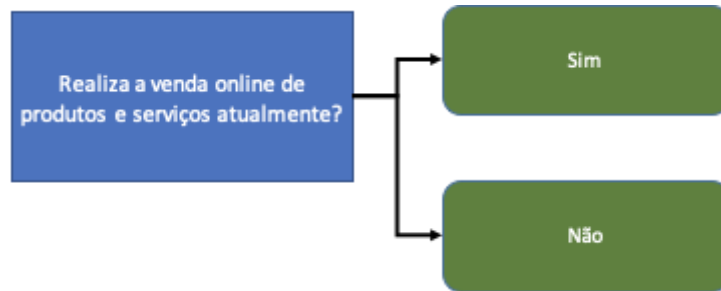 Realiza a venda online de
produtos e serviços atualmente?
Sim
Não